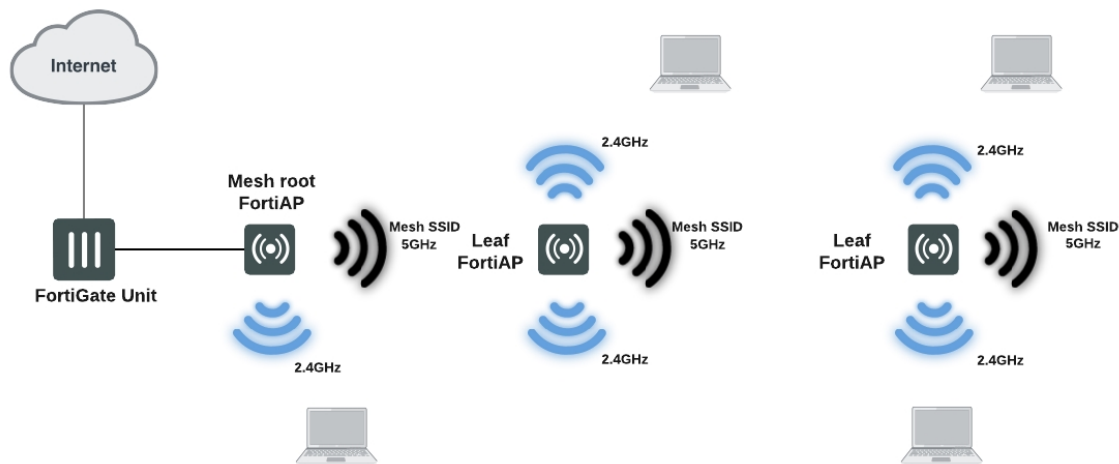 Internet
2.4GHz
2.4GHz
Mesh root
FortiAP
Mesh SSID
5GHz
Leaf
FortiAP
Mesh SSID
5GHz
Leaf
FortiAP
Mesh SSID
5GHz
FortiGate Unit
2.4GHz
2.4GHz
2.4GHz